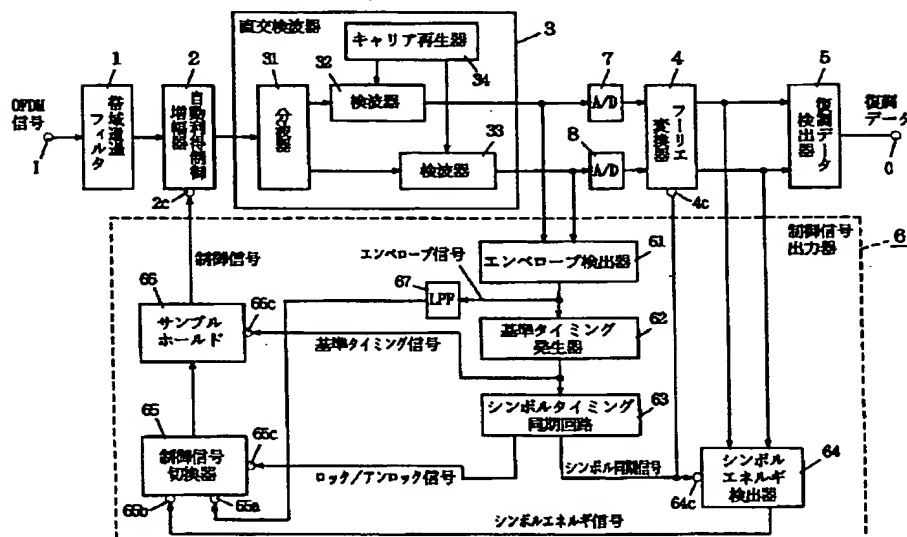 直交検波器
3
キャリア再生器
34
1
2
31
32
7
4
5
OFDM
信号
I
帯域通過
フィルタ
自動利得制御
増幅器
2c
分波器
検波器
33
検波器
A/D
8
A/D
フーリエ
変換器
4c
復調データ
検出器
復調
データ
O
制御信号
出力器
6
制御信号
エンベロープ信号
61
エンベロープ検出器
67
LPF
66
66c
サンプル
ホールド
基準タイミング信号
62
基準タイミング
発生器
63
シンボルタイミング
同期回路
65
65c
制御信号
切換器
65b
65a
ロック/アンロック信号
シンボル同期信号
64
64c
シンボル
エネルギ
検出器
シンボルエネルギ信号